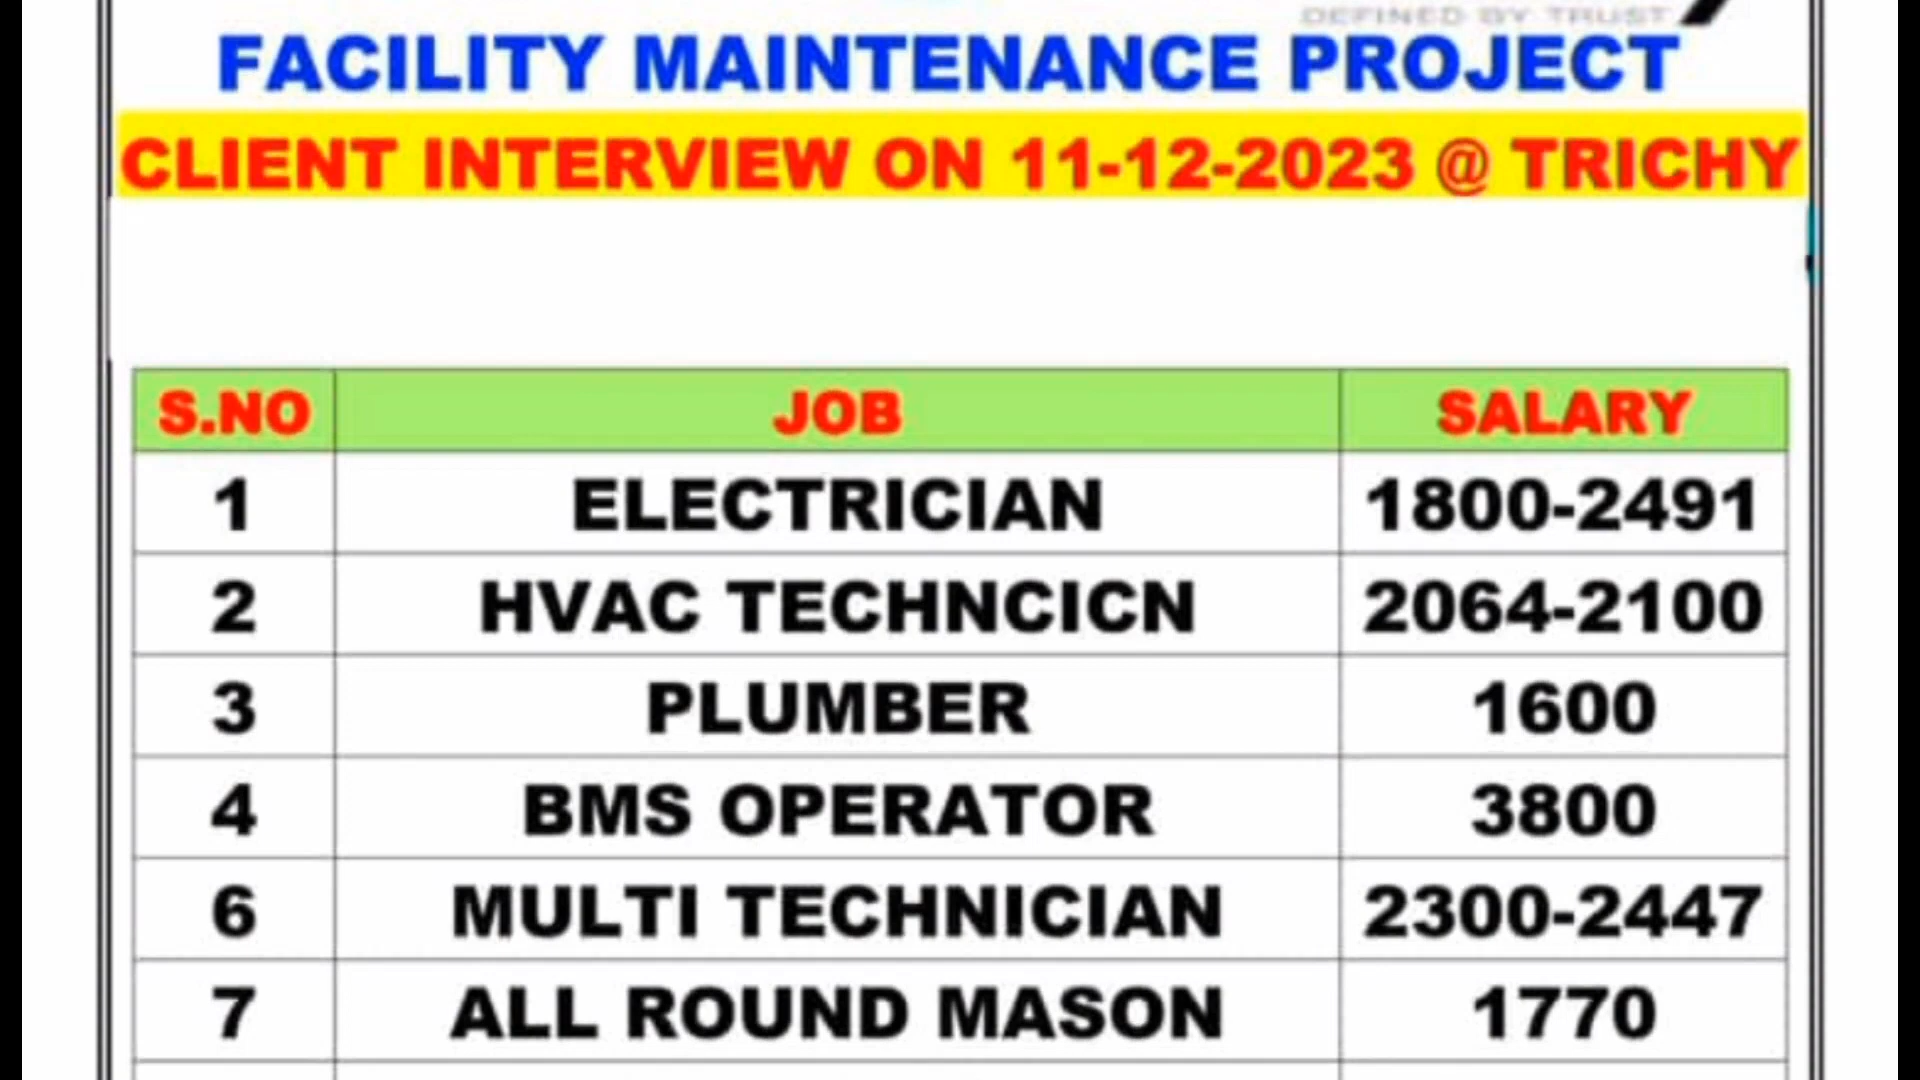 DEFINED BY TRUST
FACILITY MAINTENANCE PROJECT
CLIENT INTERVIEW ON 11-12-2023 @ TRICHY
S.NO JOB SALARY
1 ELECTRICIAN 1800-2491
2 HVAC TECHNCICN 2064-2100
3 PLUMBER 1600
4 BMS OPERATOR 3800
6 MULTI TECHNICIAN 2300-2447
7 ALL ROUND MASON 1770